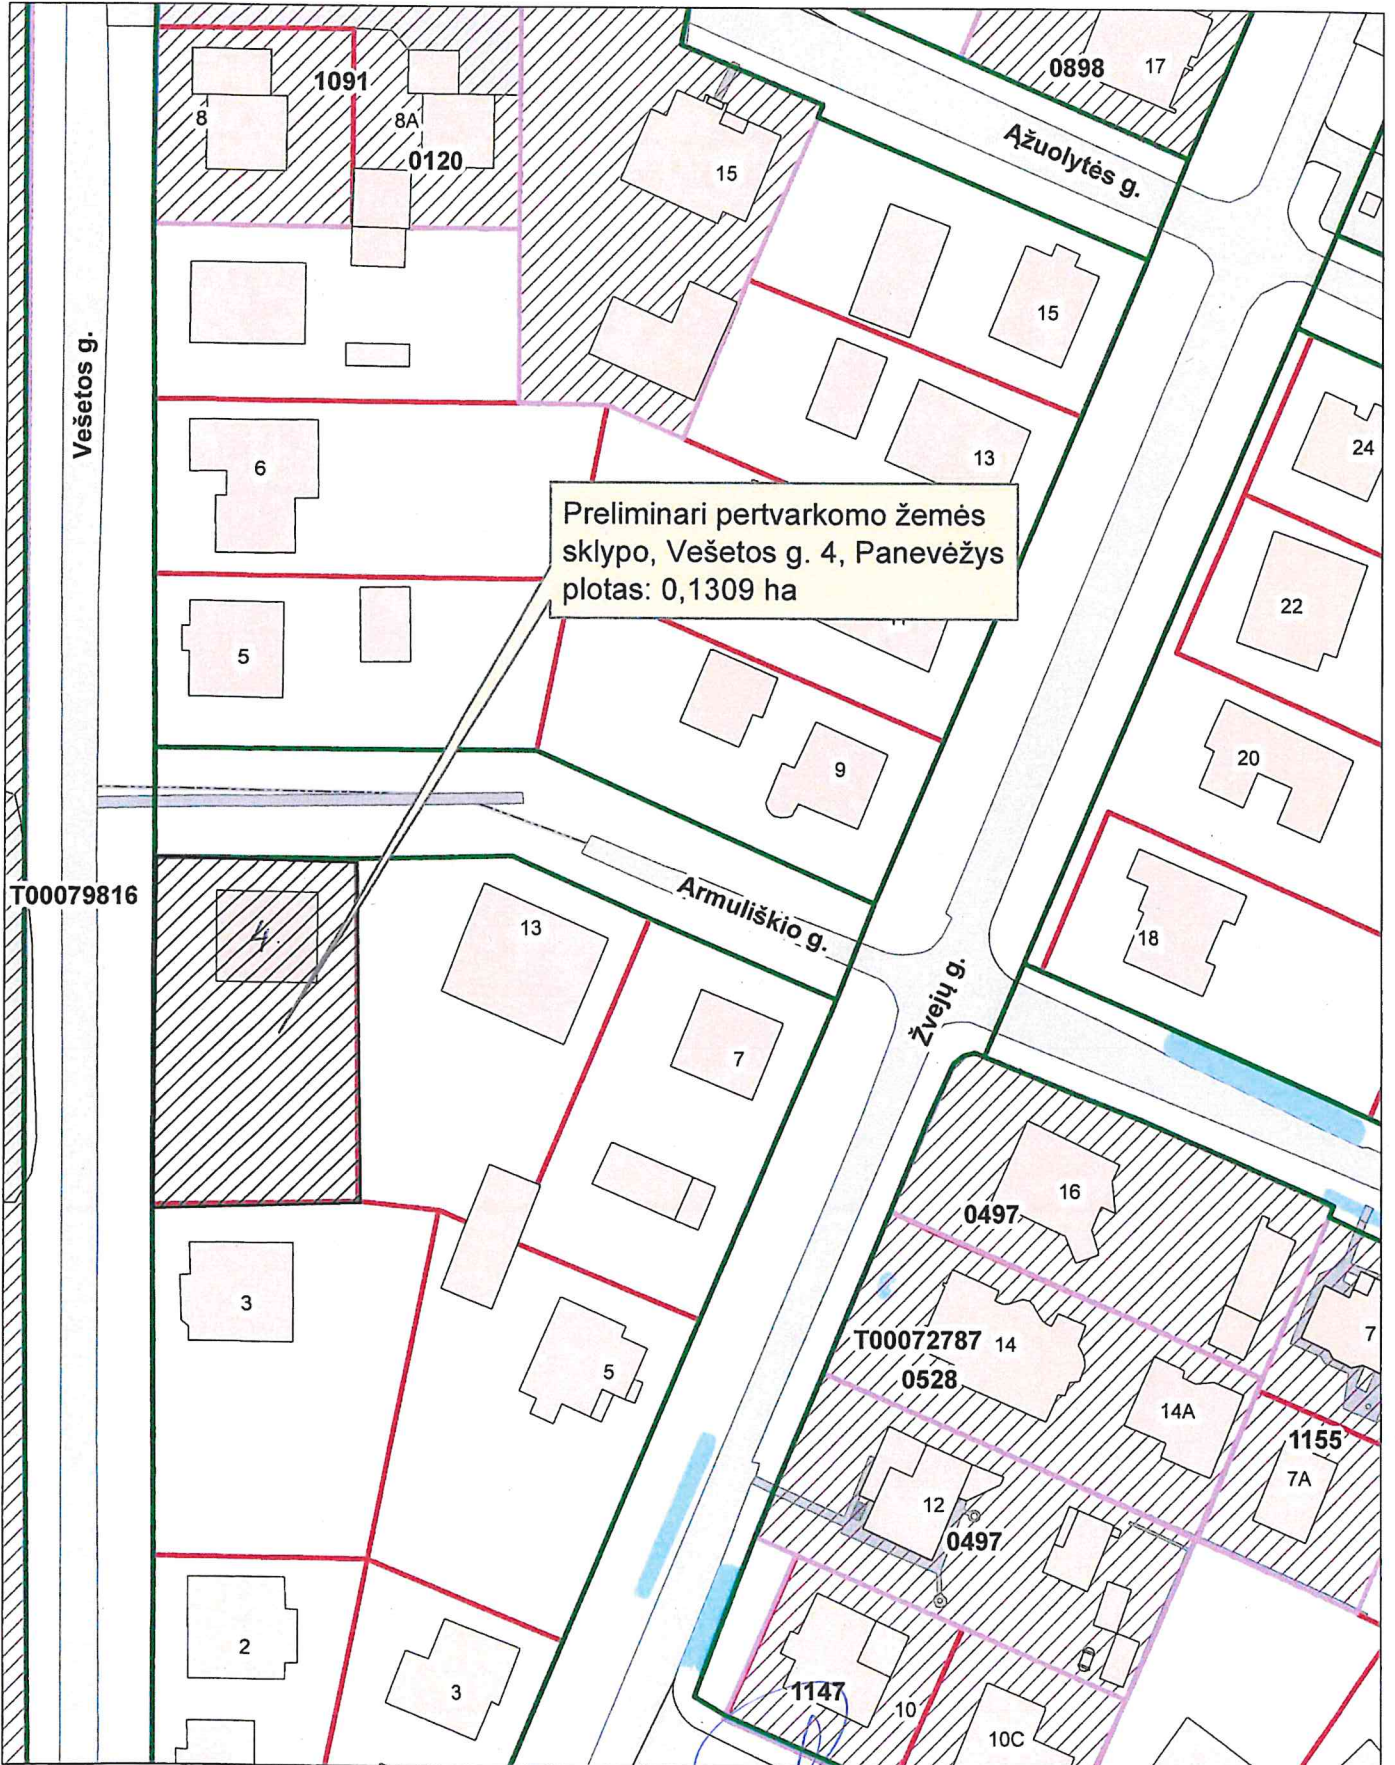 1091
0898
17
8
8A
0120
15
Ąžuolytės g.
15
Vešetos g.
6
13
24
Preliminari pertvarkomo žemės
sklypo, Vešetos g. 4, Panevėžys
plotas: 0,1309 ha
22
5
9
20
T00079816
4.
13
Armuliškio g.
18
7
Žvejų g.
16
0497
3
T00072787
14
0528
7
5
14A
1155
7A
12
0497
2
3
1147
10
10C